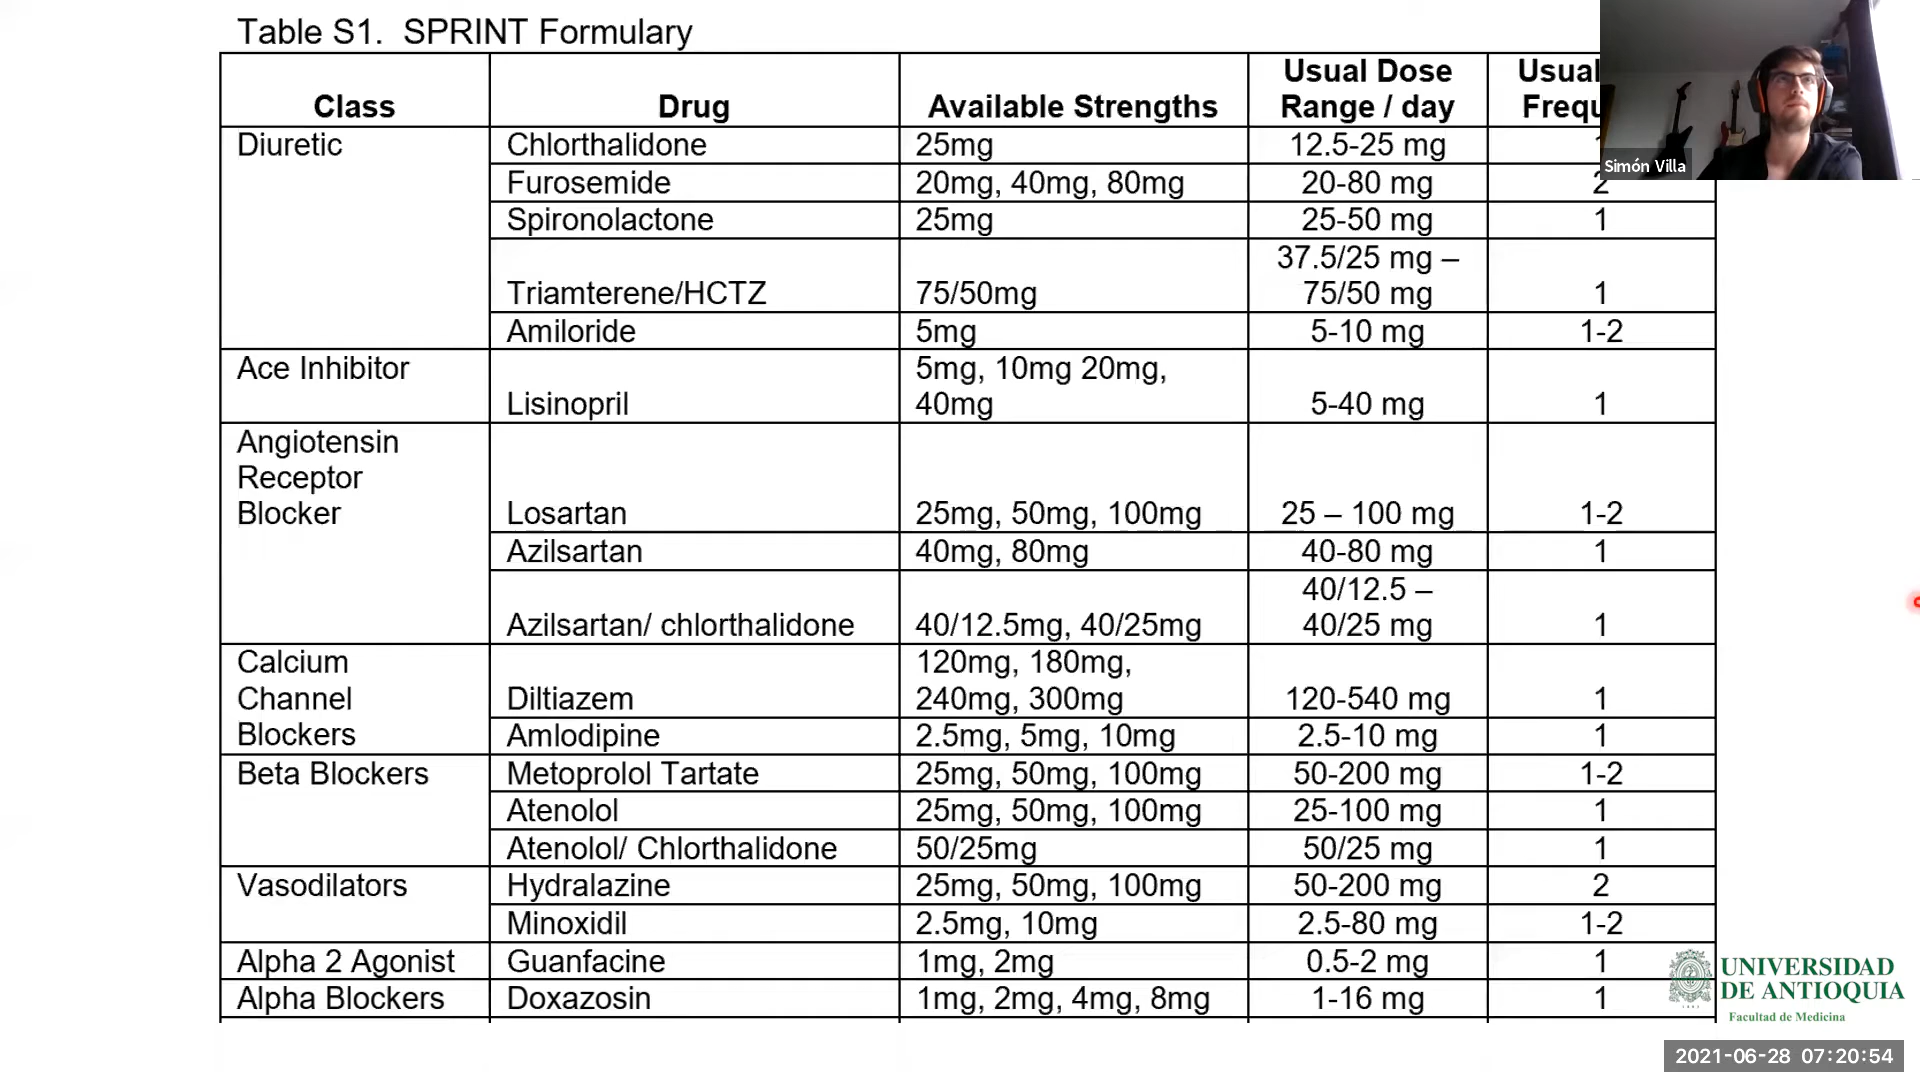 Table S1. SPRINT Formulary
Class Drug Available Strengths Usual Dose Range / day Usual
Diuretic Chlorthalidone 25mg 12.5-25 mg
Furosemide 20mg, 40mg, 80mg 20-80 mg 2
Spironolactone 25mg 25-50 mg 1
Triamterene/HCTZ 75/50mg 37.5/25 mg – 75/50 mg 1
Amiloride 5mg 5-10 mg 1-2
Ace Inhibitor Lisinopril 5mg, 10mg 20mg, 40mg 5-40 mg 1
Angiotensin Receptor Blocker Losartan 25mg, 50mg, 100mg 25 – 100 mg 1-2
Azilsartan 40mg, 80mg 40-80 mg 1
Azilsartan/ chlorthalidone 40/12.5mg, 40/25mg 40/12.5 – 40/25 mg 1
Calcium Channel Blockers Diltiazem 120mg, 180mg, 240mg, 300mg 120-540 mg 1
Amlodipine 2.5mg, 5mg, 10mg 2.5-10 mg 1
Beta Blockers Metoprolol Tartate 25mg, 50mg, 100mg 50-200 mg 1-2
Atenolol 25mg, 50mg, 100mg 25-100 mg 1
Atenolol/ Chlorthalidone 50/25mg 50/25 mg 1
Vasodilators Hydralazine 25mg, 50mg, 100mg 50-200 mg 2
Minoxidil 2.5mg, 10mg 2.5-80 mg 1-2
Alpha 2 Agonist Guanfacine 1mg, 2mg 0.5-2 mg 1
Alpha Blockers Doxazosin 1mg, 2mg, 4mg, 8mg 1-16 mg 1
Simón Villa
UNIVERSIDAD
DE ANTIOQUIA
Facultad de Medicina
2021-06-28 07:20:54